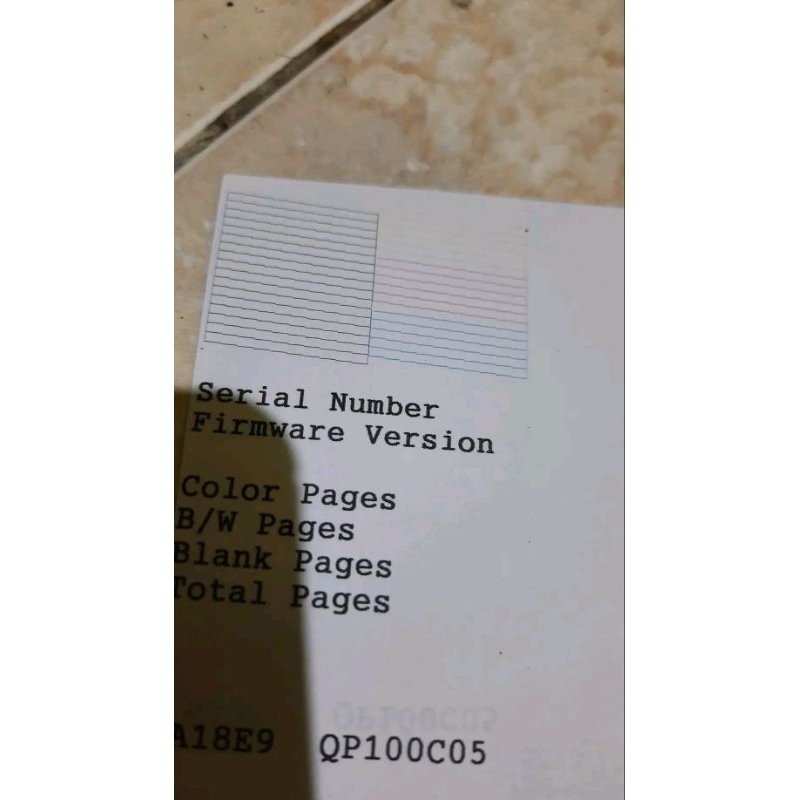 Serial Number
Firmware Version
Color Pages
B/W Pages
Blank Pages
Total Pages
A18E9 QP100C05